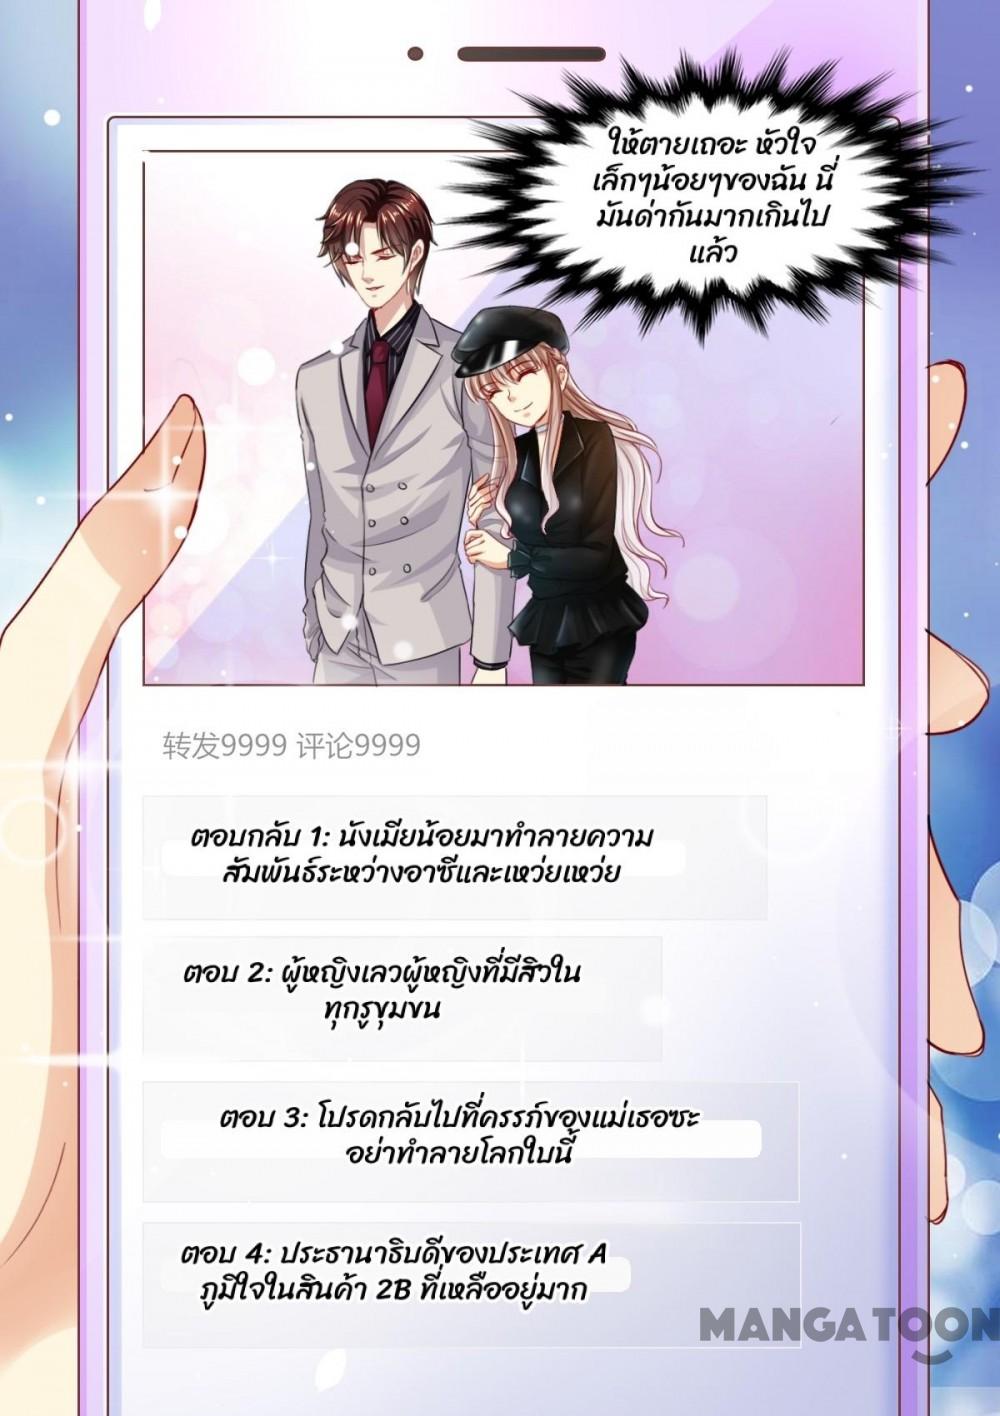 ให้ตายเถอะ หัวใจ
เล็กๆน้อยๆของฉัน นี่
มันด่ากันมากเกินไป
แล้ว
转发9999 评论9999
ตอบกลับ 1: นังเมียน้อยมาทำลายความ
สัมพันธ์ระหว่างอาซีและเหว่ยเหว่ย
ตอบ 2: ผู้หญิงเลวผู้หญิงที่มีสิวใน
ทุกรูขุมขน
ตอบ 3: โปรดกลับไปที่ครรภ์ของแม่เธอซะ
อย่าทำลายโลกใบนี้
ตอบ 4: ประธานาธิบดีของประเทศ A
ภูมิใจในสินค้า 2B ที่เหลืออยู่มาก
MANGATOON